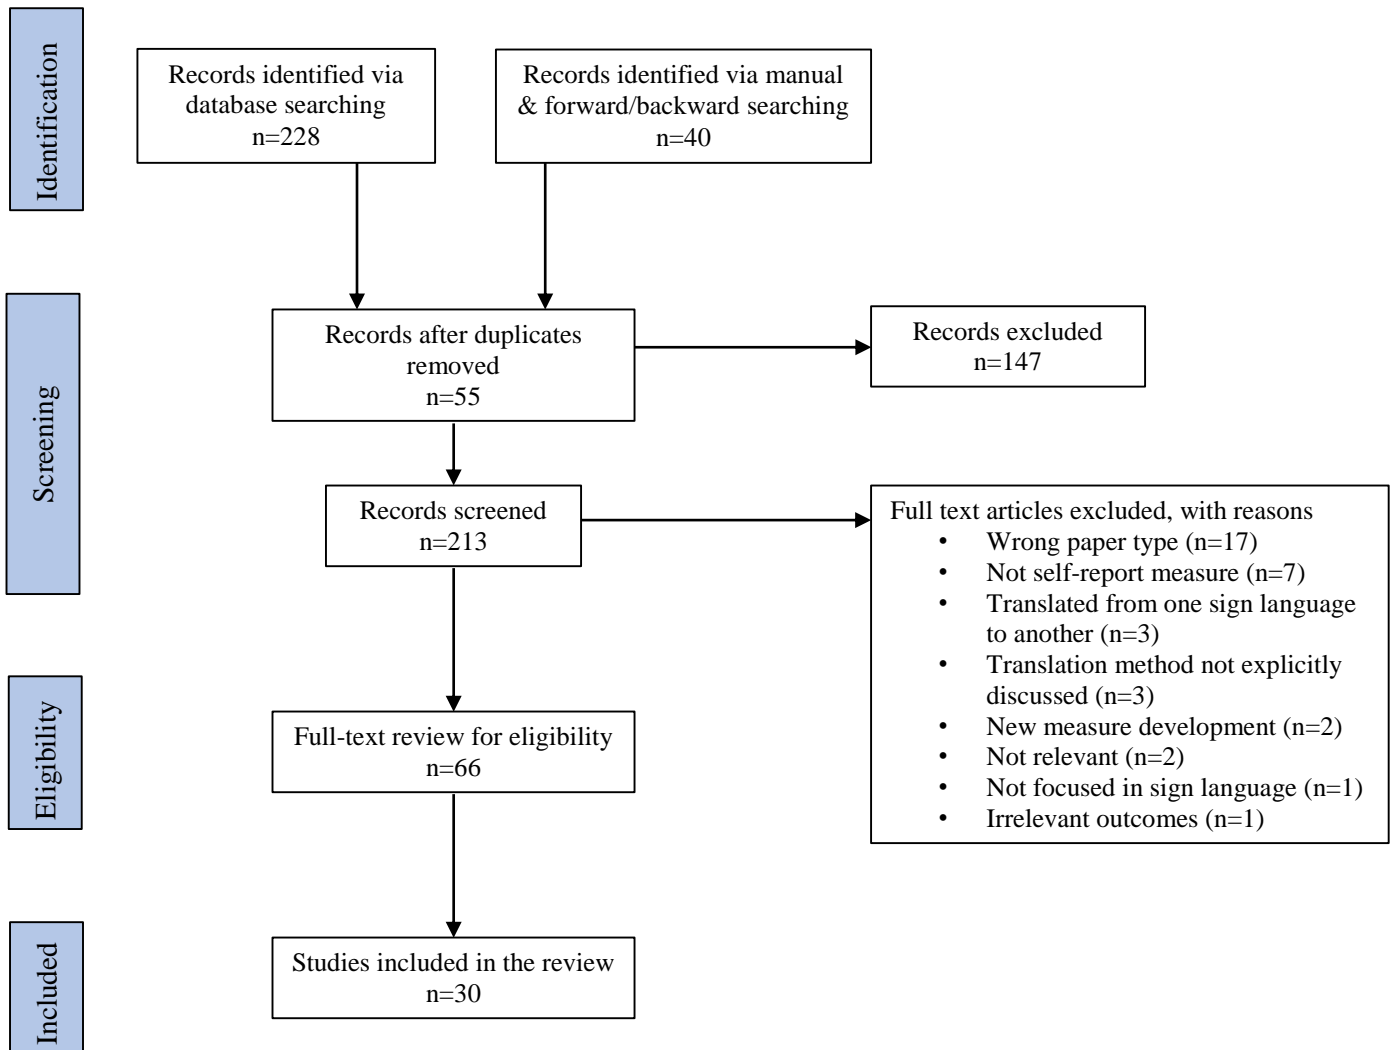 Identification
Records identified via
database searching
n=228
Records identified via manual
& forward/backward searching
n=40
Screening
Records after duplicates
removed
n=55
Records excluded
n=147
Records screened
n=213
Full text articles excluded, with reasons
• Wrong paper type (n=17)
• Not self-report measure (n=7)
• Translated from one sign language
to another (n=3)
• Translation method not explicitly
discussed (n=3)
• New measure development (n=2)
• Not relevant (n=2)
• Not focused in sign language (n=1)
• Irrelevant outcomes (n=1)
Eligibility
Full-text review for eligibility
n=66
Included
Studies included in the review
n=30